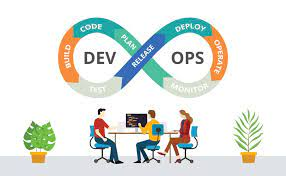 CODE
PLAN
DEPLOY
BUILD
DEV
RELEASE
OPS
OPERATE
TEST
MONITOR